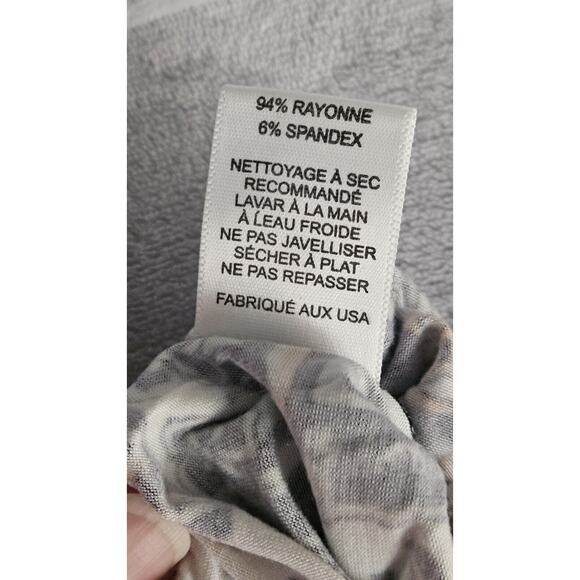 94% RAYONNE
6% SPANDEX
NETTOYAGE À SEC
RECOMMANDÉ
LAVAR À LA MAIN
À LEAU FROIDE
NE PAS JAVELLISER
SÉCHER À PLAT
NE PAS REPASSER
FABRIQUÉ AUX USA